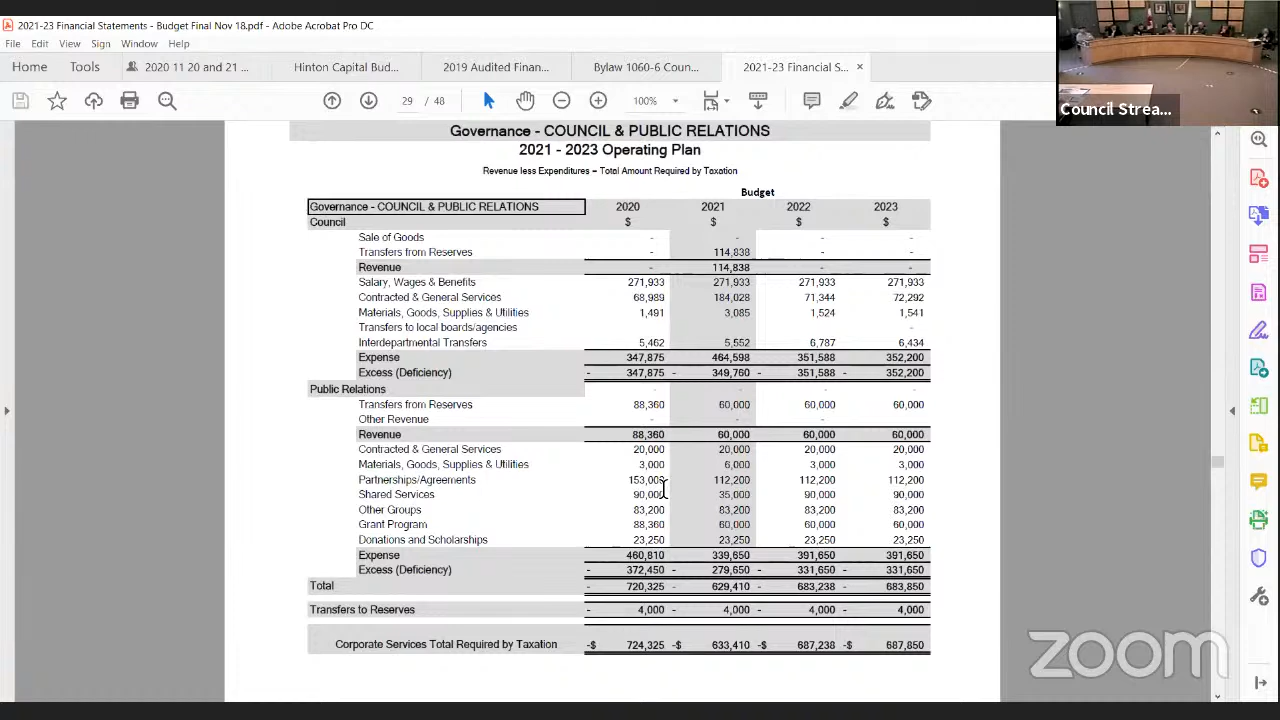 2021-23 Financial Statements - Budget Final Nov 18.pdf - Adobe Acrobat Pro DC
File Edit View Sign Window Help
Home Tools 2020 11 20 and 21 ... Hinton Capital Bud... 2019 Audited Finan... Bylaw 1060-6 Coun... 2021-23 Financial S... ×
29 / 48 100%
Council Strea...
Governance - COUNCIL & PUBLIC RELATIONS
2021 - 2023 Operating Plan
Revenue less Expenditures = Total Amount Required by Taxation
Budget
Governance - COUNCIL & PUBLIC RELATIONS 2020 2021 2022 2023
Council $ $ $ $
Sale of Goods - - - -
Transfers from Reserves - 114,838 - -
Revenue - 114,838 - -
Salary, Wages & Benefits 271,933 271,933 271,933 271,933
Contracted & General Services 68,989 184,028 71,344 72,292
Materials, Goods, Supplies & Utilities 1,491 3,085 1,524 1,541
Transfers to local boards/agencies -
Interdepartmental Transfers 5,462 5,552 6,787 6,434
Expense 347,875 464,598 351,588 352,200
Excess (Deficiency) - 347,875 - 349,760 - 351,588 - 352,200
Public Relations - - - -
Transfers from Reserves 88,360 60,000 60,000 60,000
Other Revenue - - -
Revenue 88,360 60,000 60,000 60,000
Contracted & General Services 20,000 20,000 20,000 20,000
Materials, Goods, Supplies & Utilities 3,000 6,000 3,000 3,000
Partnerships/Agreements 153,000 112,200 112,200 112,200
Shared Services 90,000 35,000 90,000 90,000
Other Groups 83,200 83,200 83,200 83,200
Grant Program 88,360 60,000 60,000 60,000
Donations and Scholarships 23,250 23,250 23,250 23,250
Expense 460,810 339,650 391,650 391,650
Excess (Deficiency) - 372,450 - 279,650 - 331,650 - 331,650
Total - 720,325 - 629,410 - 683,238 - 683,850
Transfers to Reserves - 4,000 - 4,000 - 4,000 - 4,000
Corporate Services Total Required by Taxation -$ 724,325 -$ 633,410 -$ 687,238 -$ 687,850
zoom